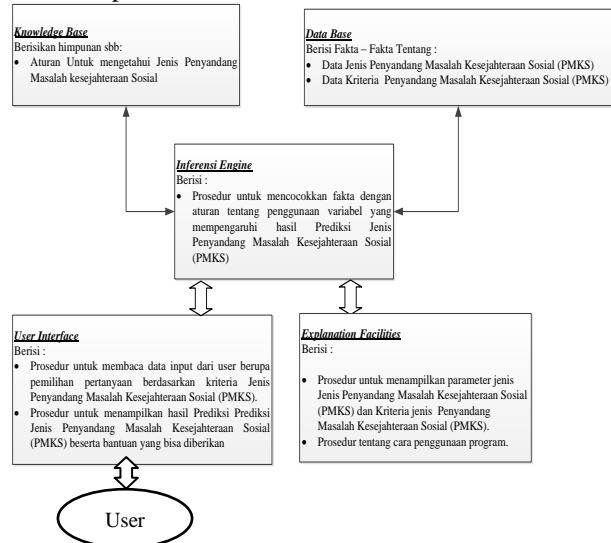 Knowledge Base
Berisikan himpunan sbb:
• Aturan Untuk mengetahui Jenis Penyandang
Masalah kesejahteraan Sosial
Data Base
Berisi Fakta – Fakta Tentang :
• Data Jenis Penyandang Masalah Kesejahteraan Sosial (PMKS)
• Data Kriteria Penyandang Masalah Kesejahteraan Sosial (PMKS)
Inferensi Engine
Berisi :
• Prosedur untuk mencocokkan fakta dengan
aturan tentang penggunaan variabel yang
mempengaruhi hasil Prediksi Jenis
Penyandang Masalah Kesejahteraan Sosial
(PMKS)
User Interface
Berisi :
• Prosedur untuk membaca data input dari user berupa
pemilihan pertanyaan berdasarkan kriteria Jenis
Penyandang Masalah Kesejahteraan Sosial (PMKS).
• Prosedur untuk menampilkan hasil Prediksi Prediksi
Jenis Penyandang Masalah Kesejahteraan Sosial
(PMKS) beserta bantuan yang bisa diberikan
Explanation Facilities
Berisi :
• Prosedur untuk menampilkan parameter jenis
Jenis Penyandang Masalah Kesejahteraan Sosial
(PMKS) dan Kriteria jenis Penyandang
Masalah Kesejahteraan Sosial (PMKS).
• Prosedur tentang cara penggunaan program.
User